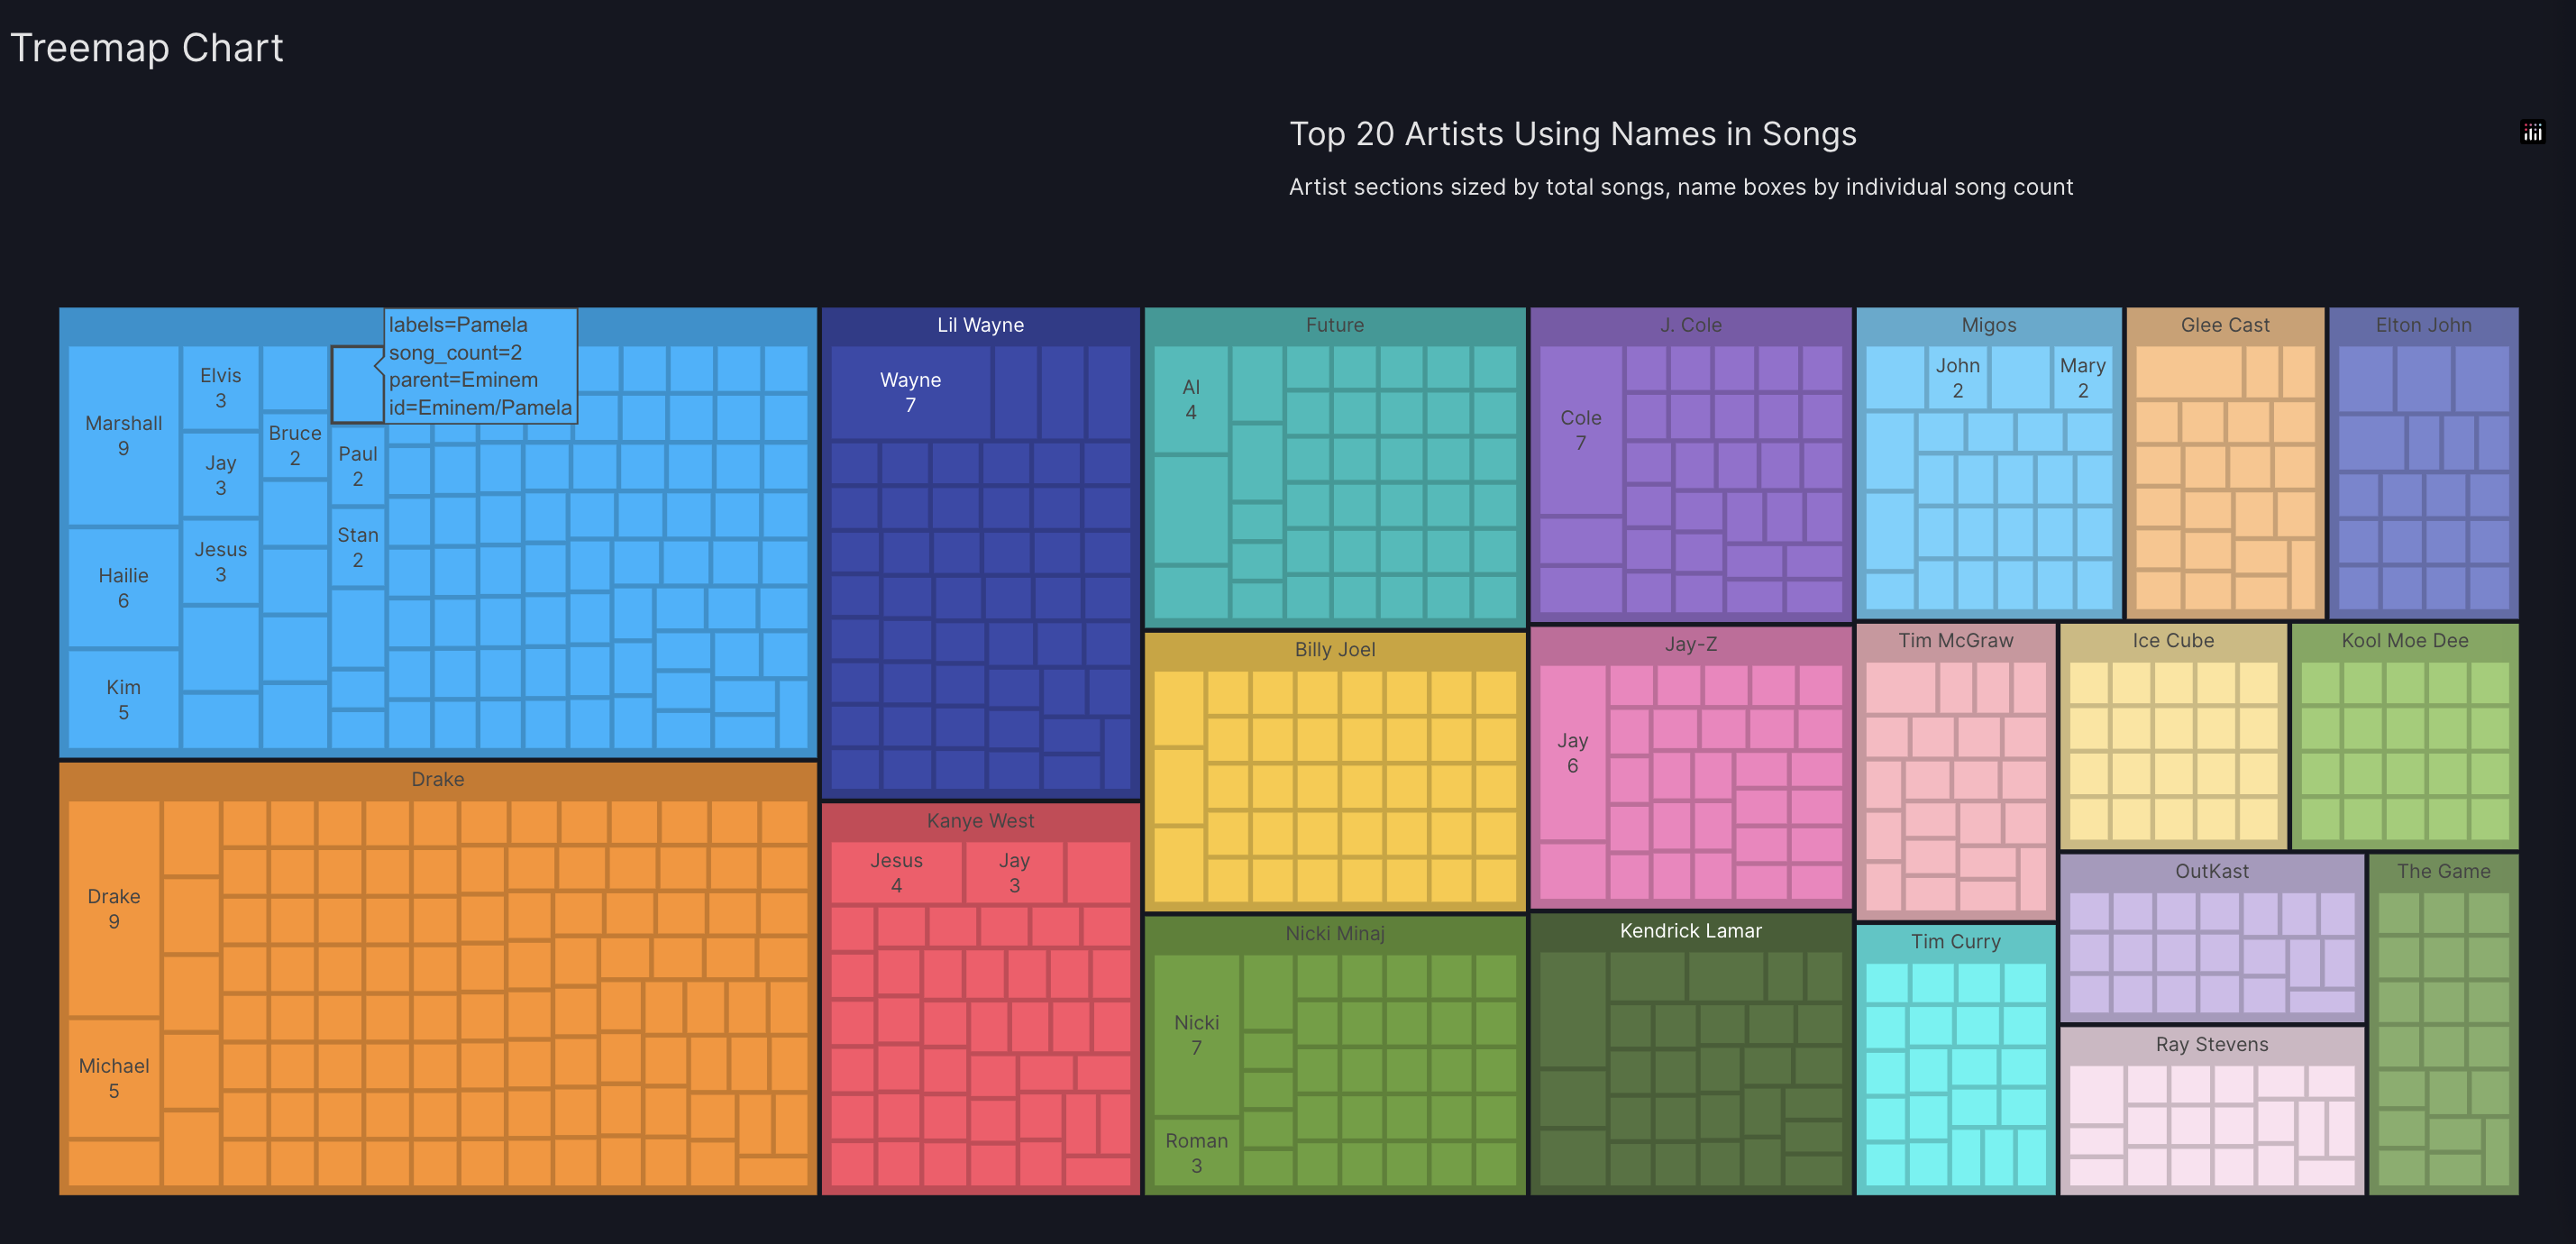 Treemap Chart
Top 20 Artists Using Names in Songs
Artist sections sized by total songs, name boxes by individual song count
labels=Pamela
song_count=2
parent=Eminem
id=Eminem/Pamela
Marshall
9
Hailie
6
Kim
5
Elvis
3
Jay
3
Jesus
3
Bruce
2
Paul
2
Stan
2
Drake
Drake
9
Michael
5
Lil Wayne
Wayne
7
Kanye West
Jesus
4
Jay
3
Future
Al
4
Billy Joel
Nicki Minaj
Nicki
7
Roman
3
J. Cole
Cole
7
Jay-Z
Jay
6
Kendrick Lamar
Migos
John
2
Mary
2
Glee Cast
Elton John
Tim McGraw
Ice Cube
Kool Moe Dee
Tim Curry
OutKast
The Game
Ray Stevens